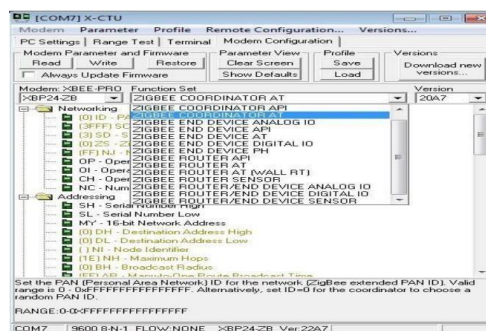 [COM7] X-CTU
Modem Parameter Profile Remote Configuration... Versions...
PC Settings | Range Test | Terminal | Modem Configuration |
Modem Parameter and Firmware Parameter View Profile Versions
Read Write Restore Clear Screen Save Download new
versions...
Always Update Firmware Show Defaults Load
Modem: XBEE-PRO Function Set Version
XBP24-ZB ZIGBEE COORDINATOR AT 20A7
ZIGBEE COORDINATOR API
ZIGBEE COORDINATOR AT
ZIGBEE END DEVICE ANALOG IO
ZIGBEE END DEVICE API
ZIGBEE END DEVICE AT
ZIGBEE END DEVICE DIGITAL IO
ZIGBEE END DEVICE PH
ZIGBEE ROUTER API
ZIGBEE ROUTER AT
ZIGBEE ROUTER AT (WALL RT)
ZIGBEE ROUTER SENSOR
ZIGBEE ROUTER/END DEVICE ANALOG IO
ZIGBEE ROUTER/END DEVICE DIGITAL IO
ZIGBEE ROUTER/END DEVICE SENSOR
Networking
(0) ID - PA
(3FFF) SC
(3) SD - S
(0) ZS - Z
(FF) NJ - N
OP - Oper
OI - Opera
CH - Oper
NC - Num
Addressing
SH - Serial Number High
SL - Serial Number Low
MY - 16-bit Network Address
(0) DH - Destination Address High
(0) DL - Destination Address Low
( ) NI - Node Identifier
(1E) NH - Maximum Hops
(0) BH - Broadcast Radius
(FF) AR - Many-to-One Route Broadcast Time
Set the PAN (Personal Area Network) ID for the network (ZigBee extended PAN ID). Valid
range is 0 - 0xFFFFFFFFFFFFFFFF. Alternatively, set ID=0 for the coordinator to choose a
random PAN ID.
RANGE:0-0XFFFFFFFFFFFFFFFF
COM7 9600 8-N-1 FLOW:NONE XBP24-ZB Ver:22A7